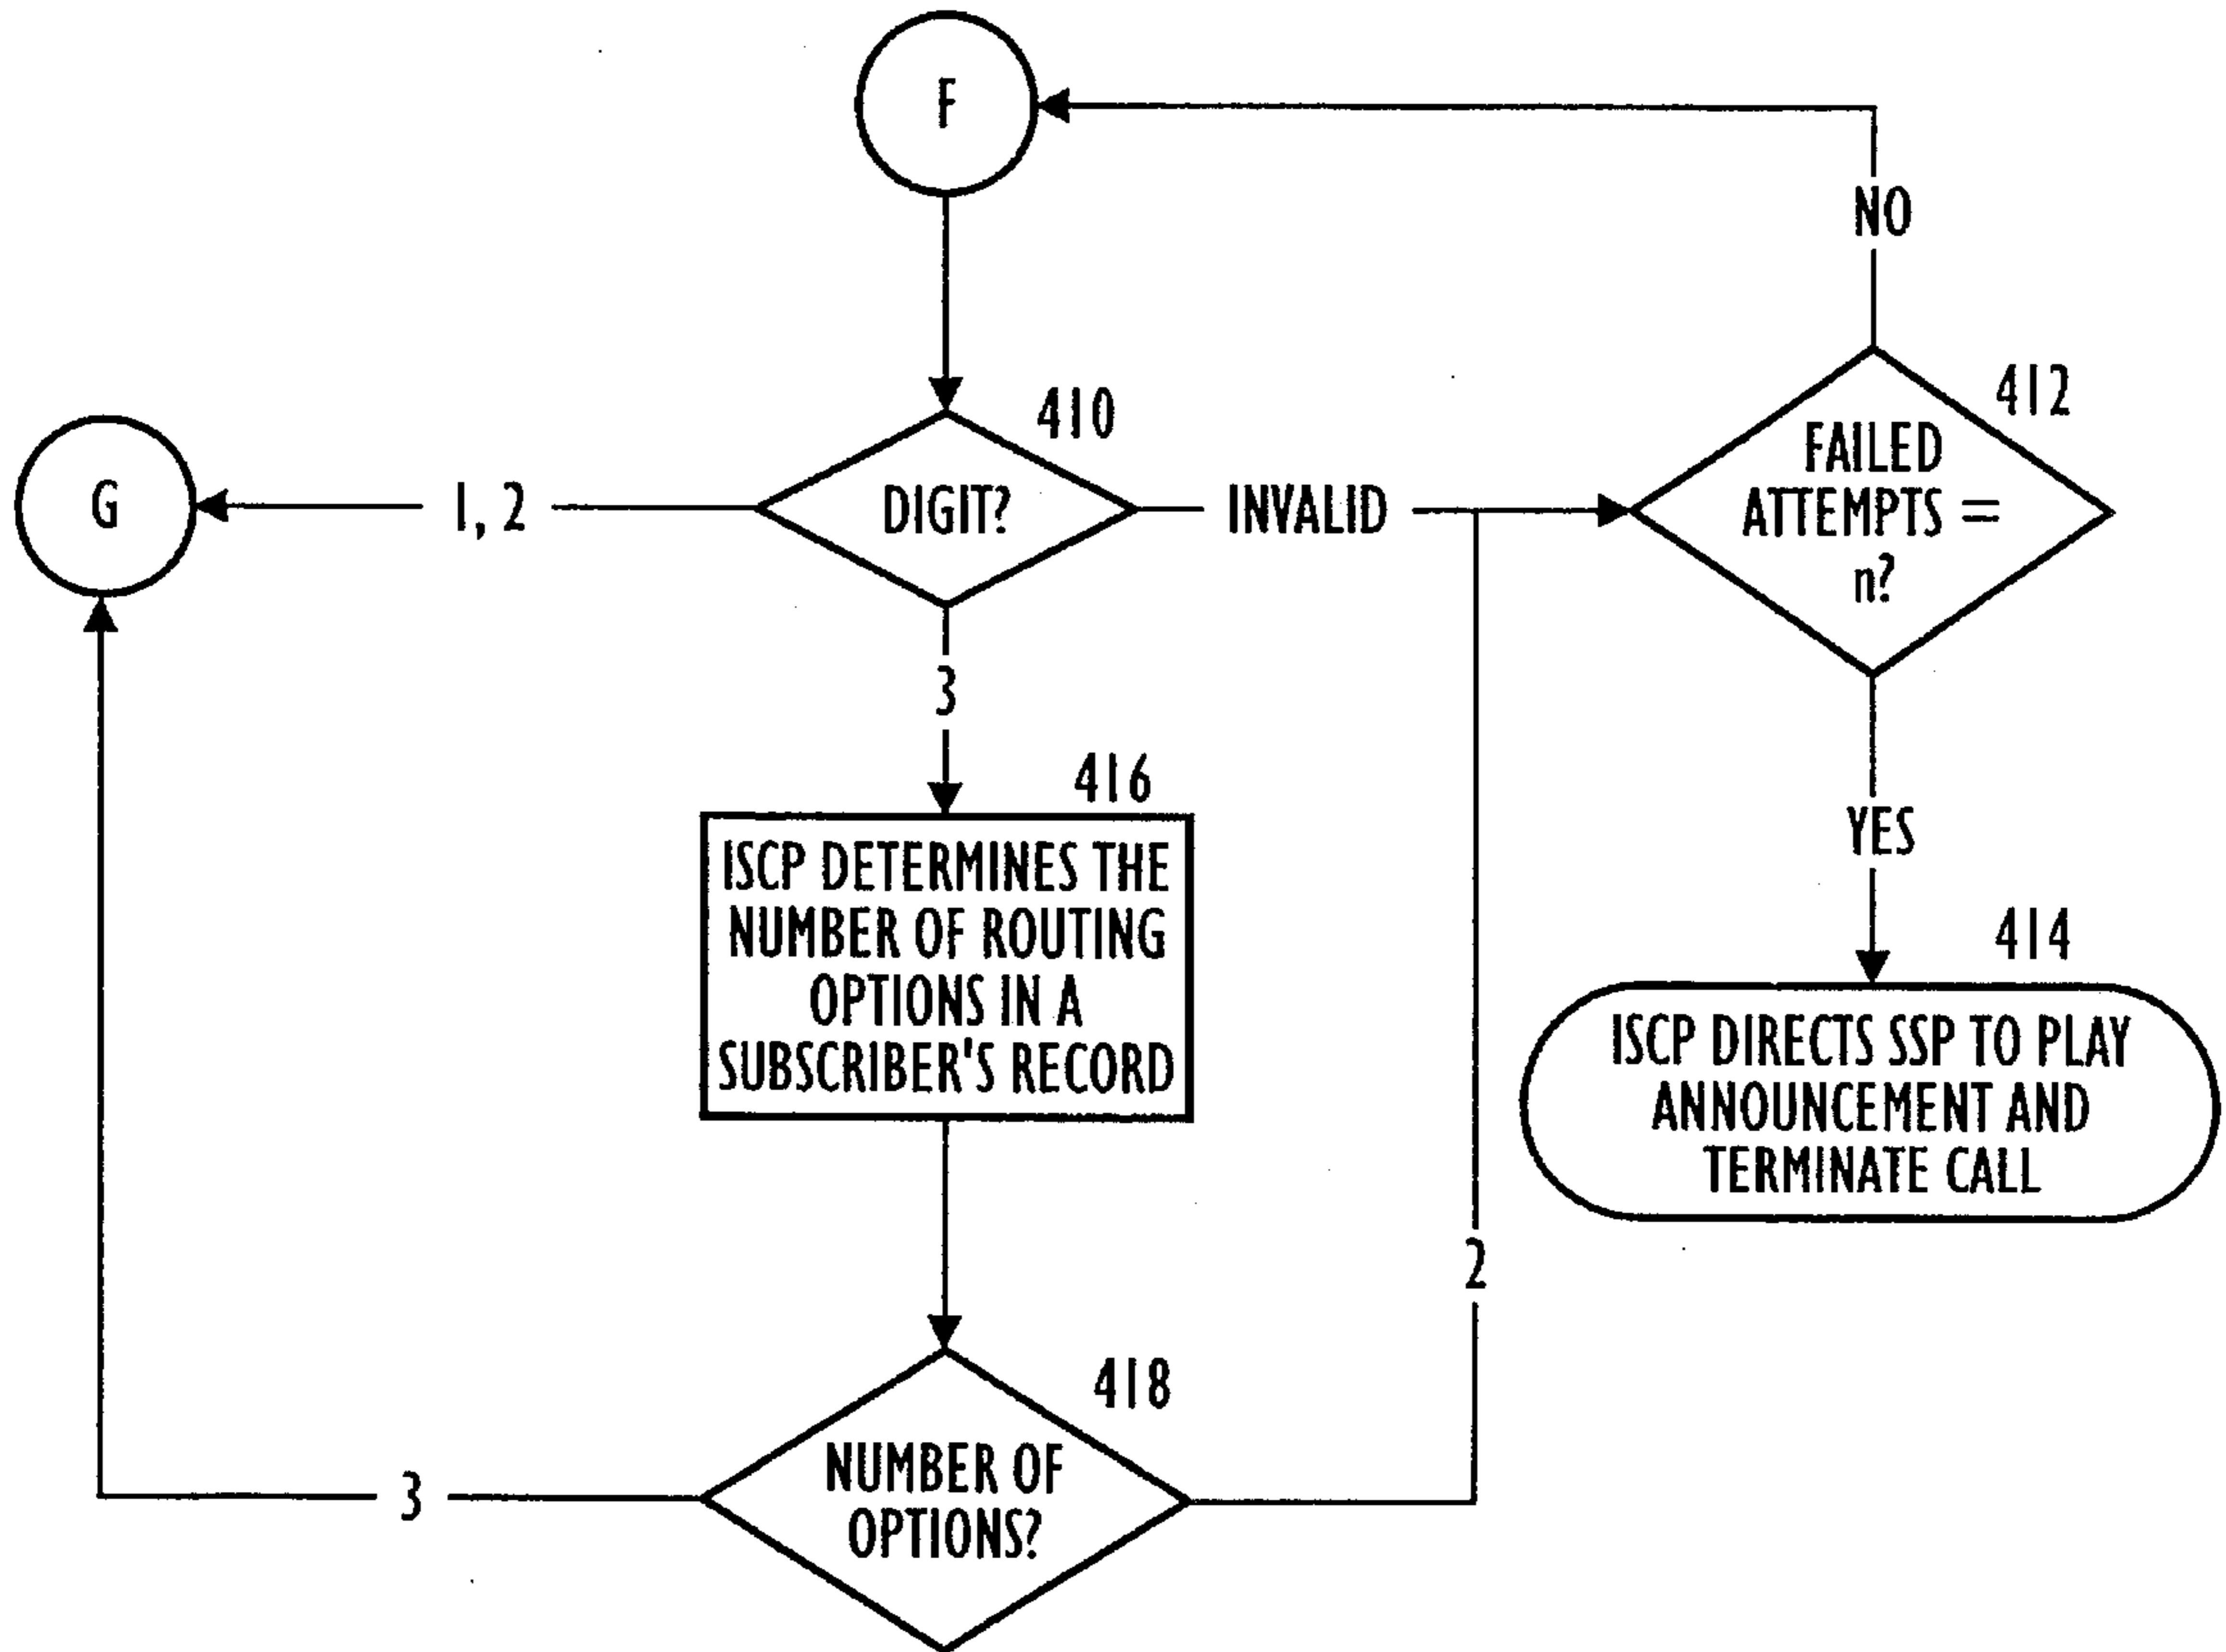 F
NO
410
412
FAILED
ATTEMPTS =
n?
G
1, 2
DIGIT?
INVALID
3
416
YES
ISCP DETERMINES THE
NUMBER OF ROUTING
OPTIONS IN A
SUBSCRIBER'S RECORD
414
ISCP DIRECTS SSP TO PLAY
ANNOUNCEMENT AND
TERMINATE CALL
2
418
NUMBER OF
OPTIONS?
3